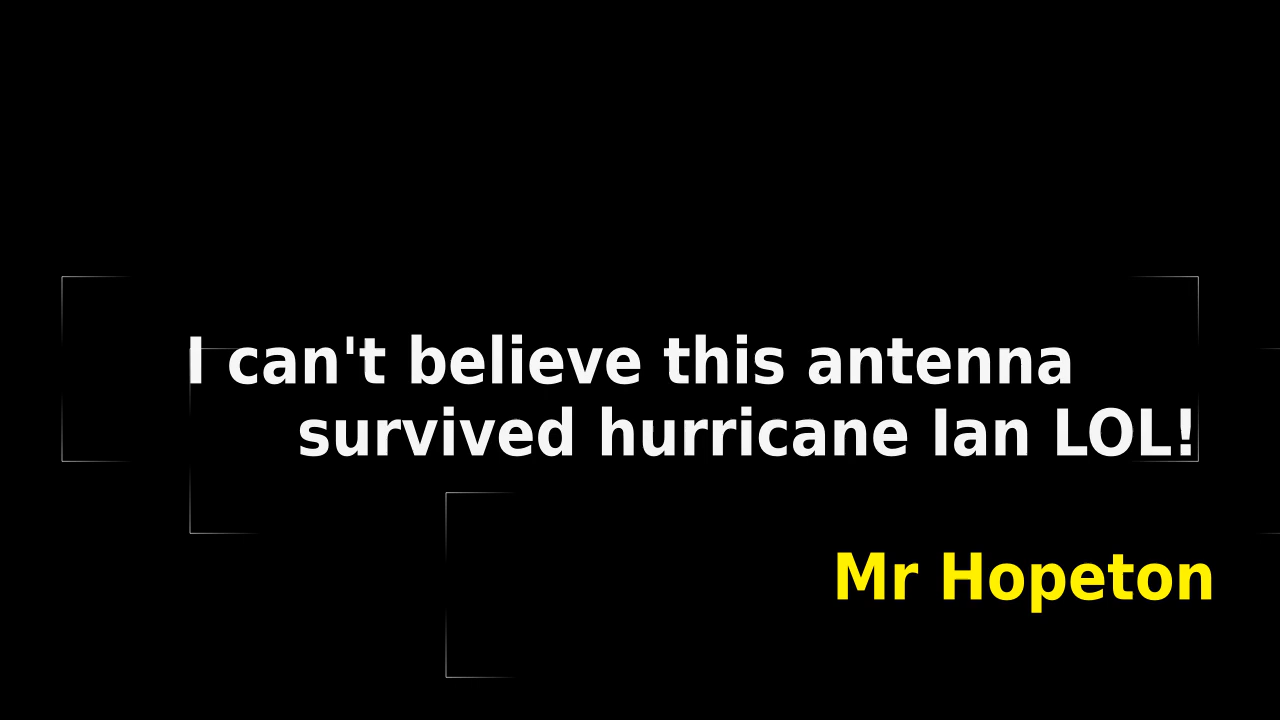 I can't believe this antenna
survived hurricane Ian LOL!
Mr Hopeton